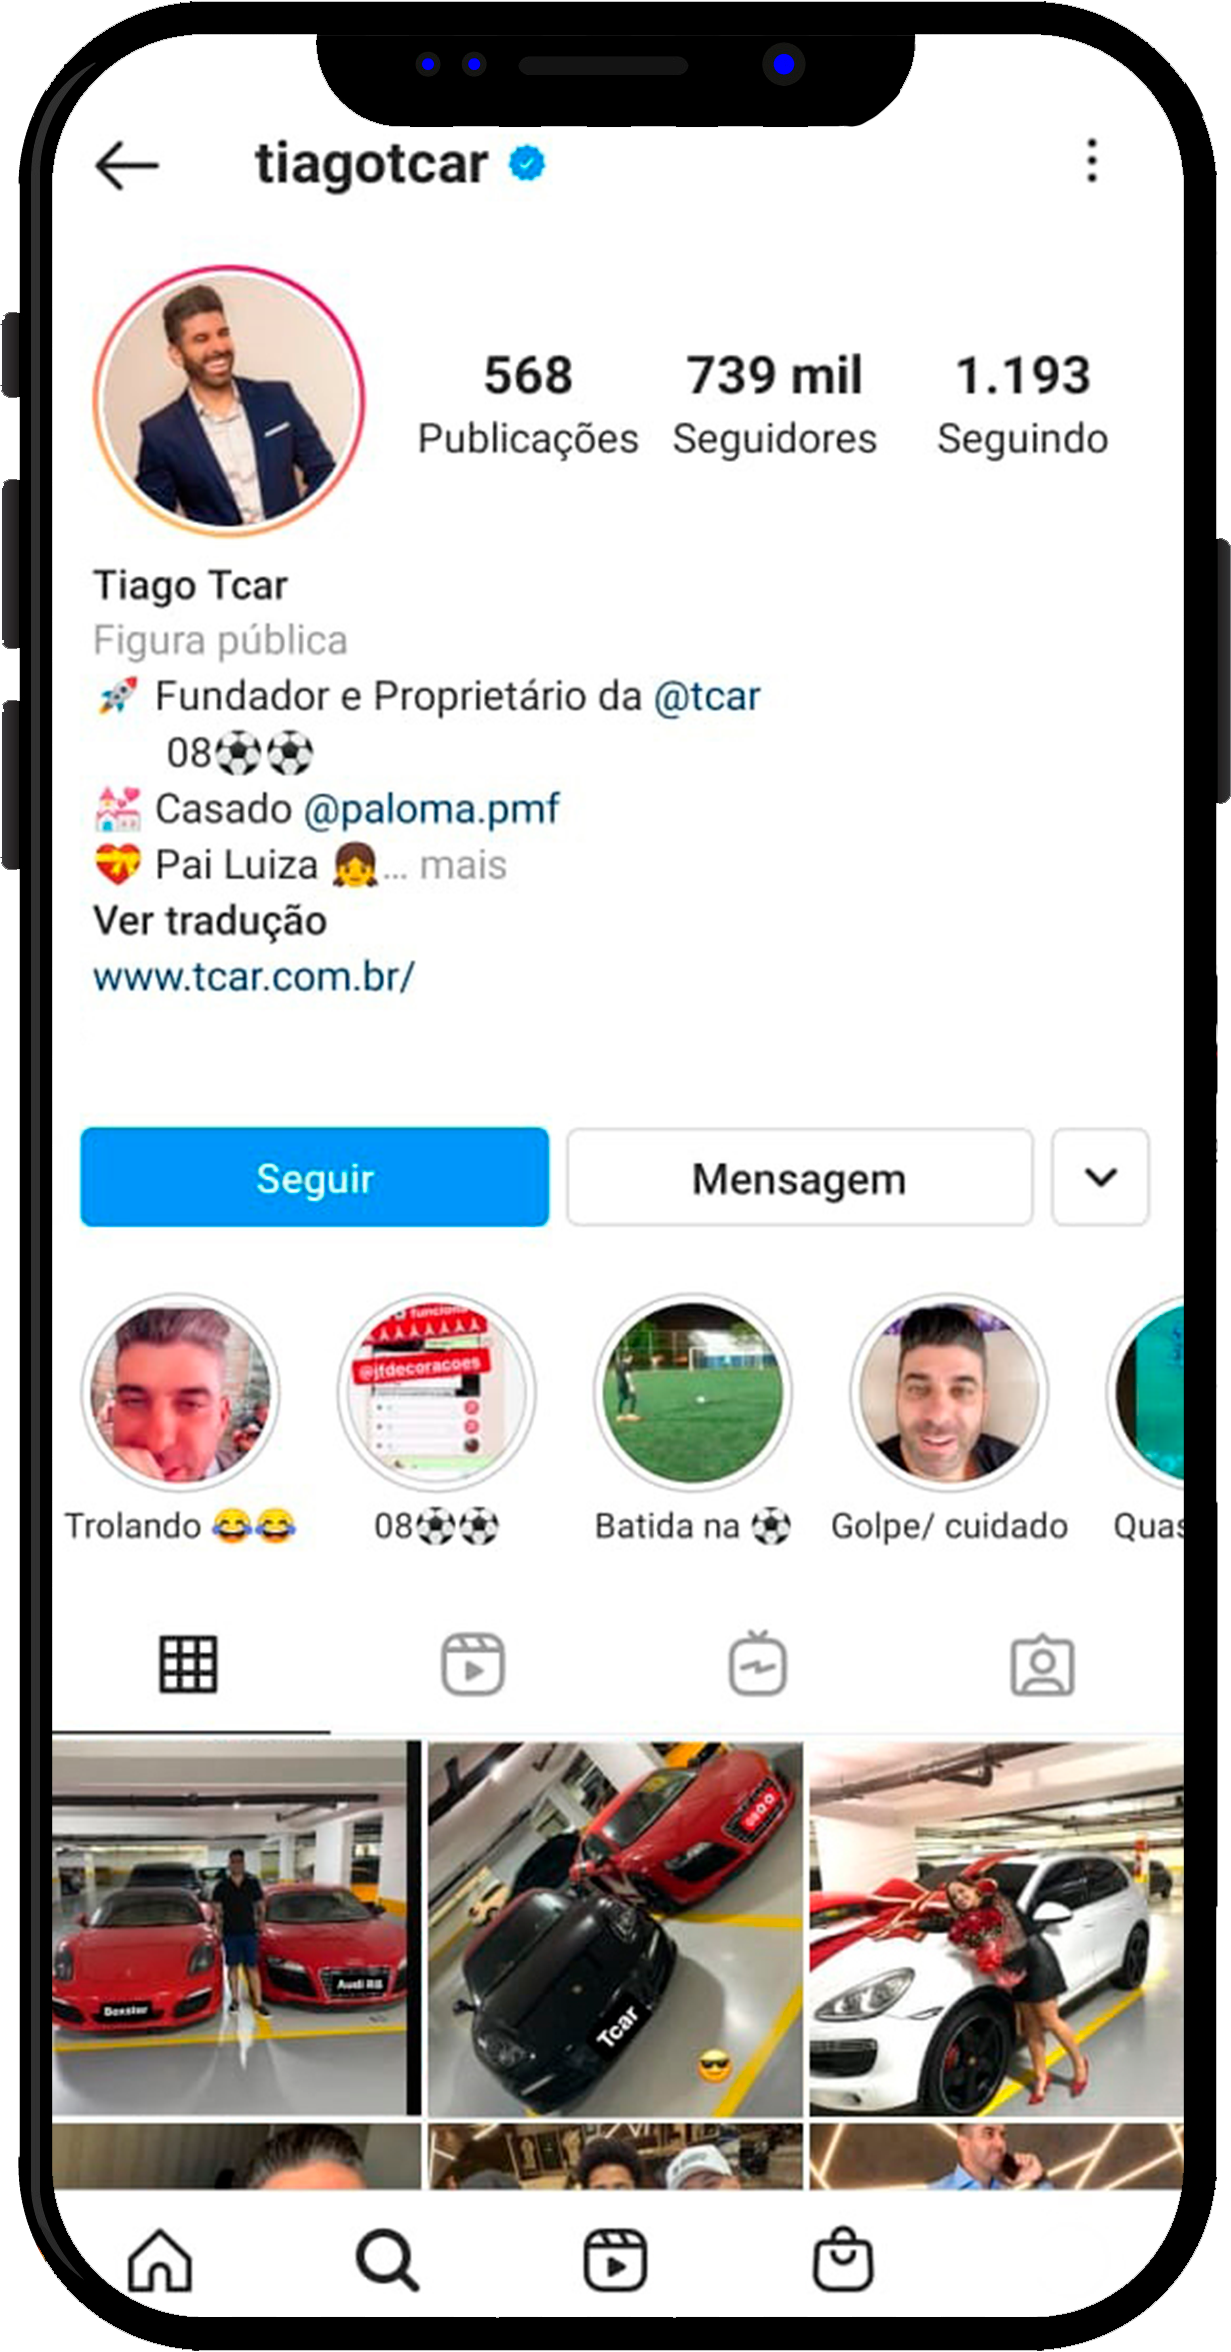 tiagotcar
568 739 mil 1.193
Publicações Seguidores Seguindo
Tiago Tcar
Figura pública
🚀 Fundador e Proprietário da @tcar
08⚽⚽
💒 Casado @paloma.pmf
💝 Pai Luiza 👧... mais
Ver tradução
www.tcar.com.br/
Seguir Mensagem
@jfdecoracoes
Trolando 😂😂 08⚽⚽ Batida na ⚽ Golpe/ cuidado Quas
Boxster Audi R8 Tcar